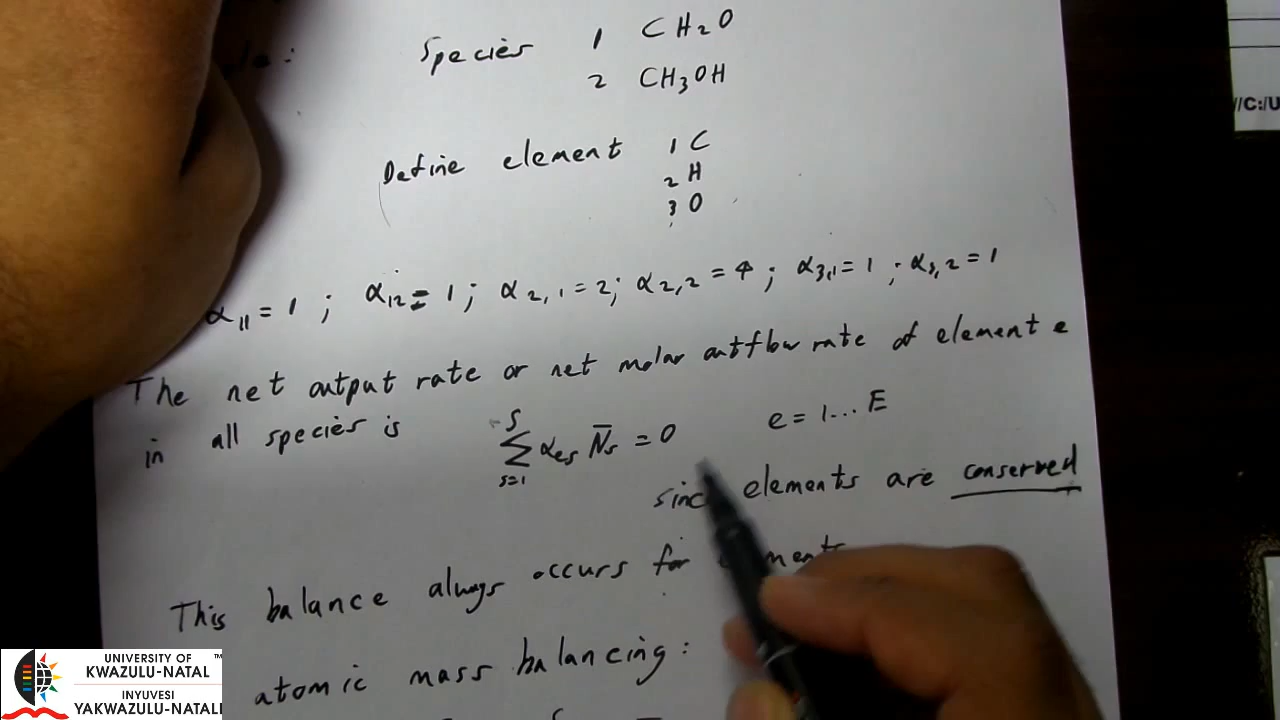 Species 1 CH2O
2 CH3OH
Define element 1 C
2 H
3 O
α11 = 1 ; α12 = 1 ; α2,1 = 2 ; α2,2 = 4 ; α3,1 = 1 ; α3,2 = 1
The net output rate or net molar outflow rate of element e
in all species is ∑_{s=1}^{S} αes N̄s = 0 e = 1... E
elements are conserved
This balance always occurs for
atomic mass balancing:
//C:/U
UNIVERSITY OF ™
KWAZULU-NATAL
INYUVESI
YAKWAZULU-NATALI